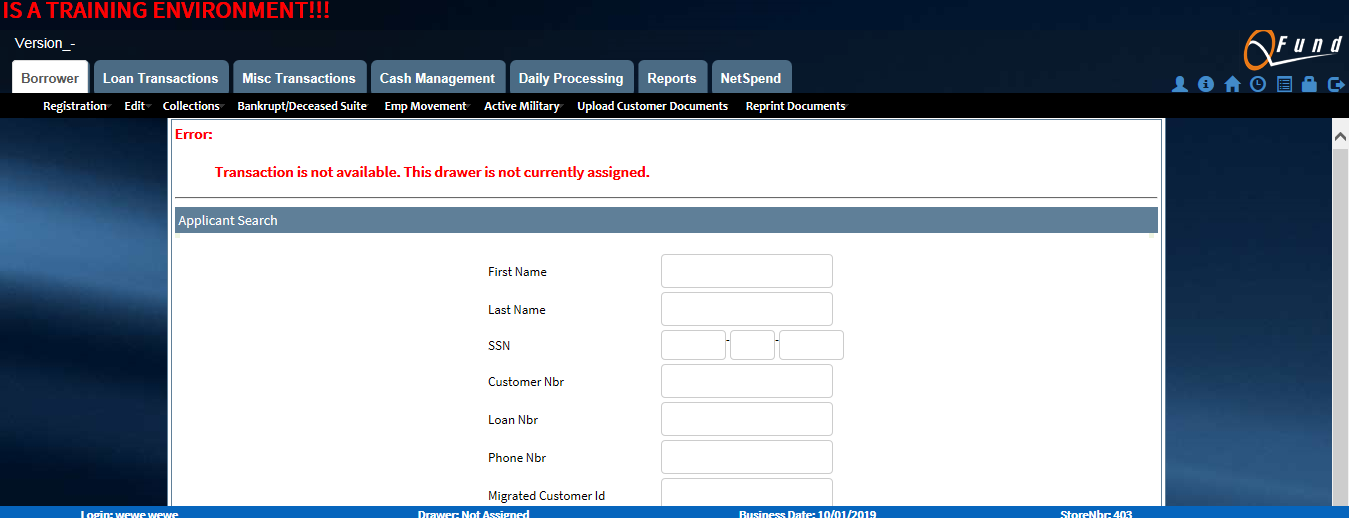 IS A TRAINING ENVIRONMENT!!!
Version_-
QFund
Borrower Loan Transactions Misc Transactions Cash Management Daily Processing Reports NetSpend
Registration Edit Collections Bankrupt/Deceased Suite Emp Movement Active Military Upload Customer Documents Reprint Documents
Error:
Transaction is not available. This drawer is not currently assigned.
Applicant Search
First Name
Last Name
SSN - -
Customer Nbr
Loan Nbr
Phone Nbr
Migrated Customer Id
Login: wewe wewe Drawer: Not Assigned Business Date: 10/01/2019 StoreNbr: 403